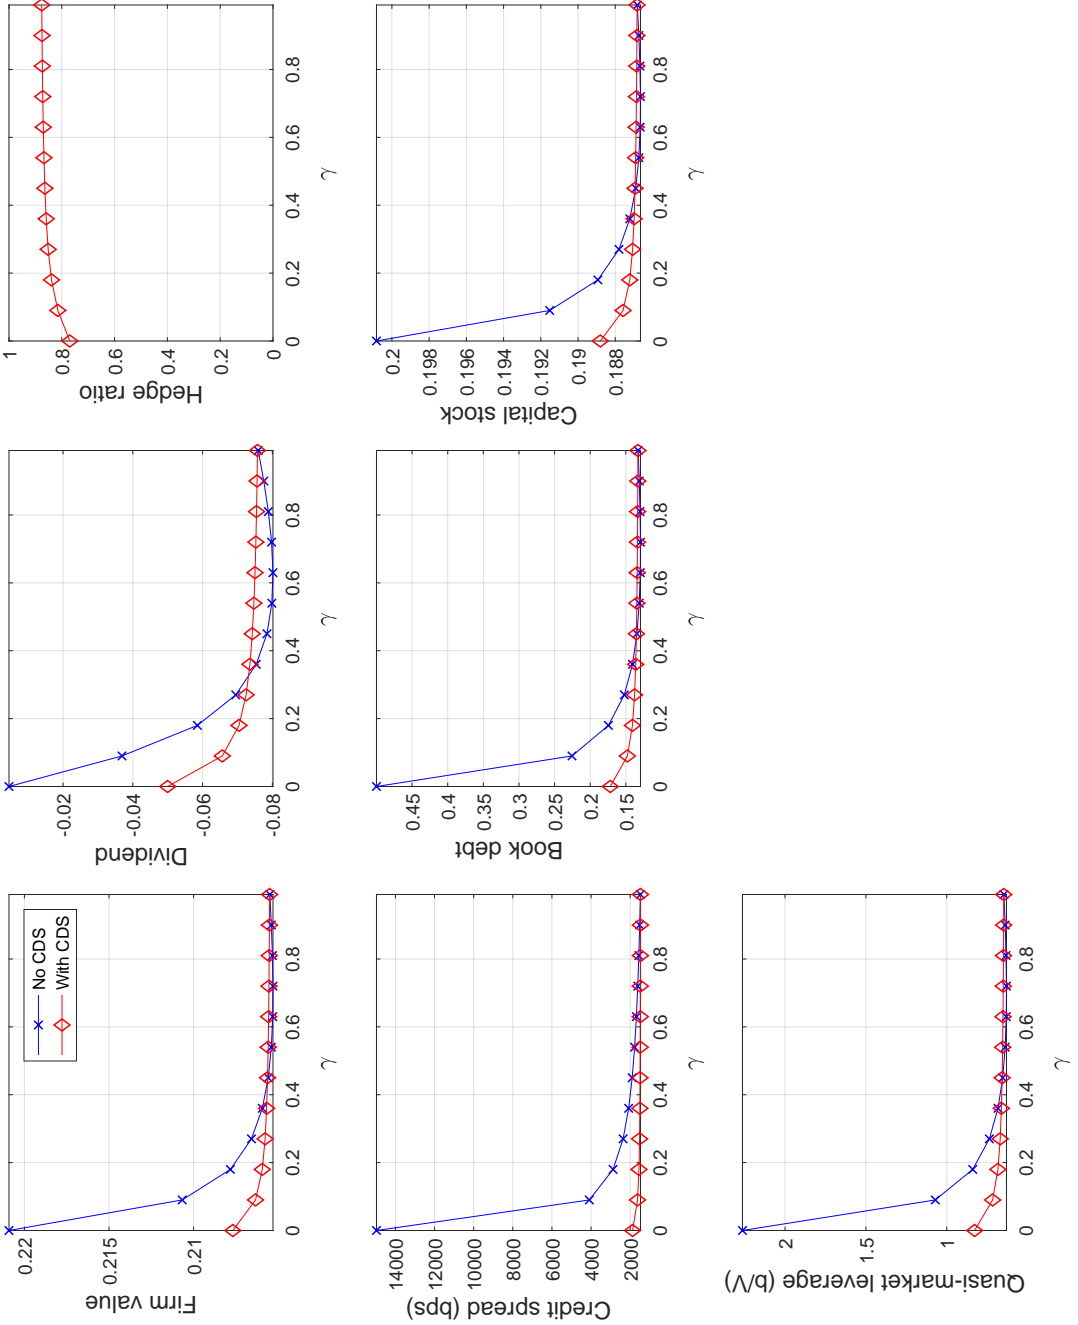 Firm value
0.22
0.215
0.21
No CDS
With CDS
0 0.2 0.4 0.6 0.8
γ
Dividend
-0.02
-0.04
-0.06
-0.08
0 0.2 0.4 0.6 0.8
γ
Hedge ratio
1
0.8
0.6
0.4
0.2
0
0 0.2 0.4 0.6 0.8
γ
Credit spread (bps)
14000
12000
10000
8000
6000
4000
2000
0 0.2 0.4 0.6 0.8
γ
Book debt
0.45
0.4
0.35
0.3
0.25
0.2
0.15
0 0.2 0.4 0.6 0.8
γ
Capital stock
0.2
0.198
0.196
0.194
0.192
0.19
0.188
0 0.2 0.4 0.6 0.8
γ
Quasi-market leverage (b/V)
2
1.5
1
0 0.2 0.4 0.6 0.8
γ